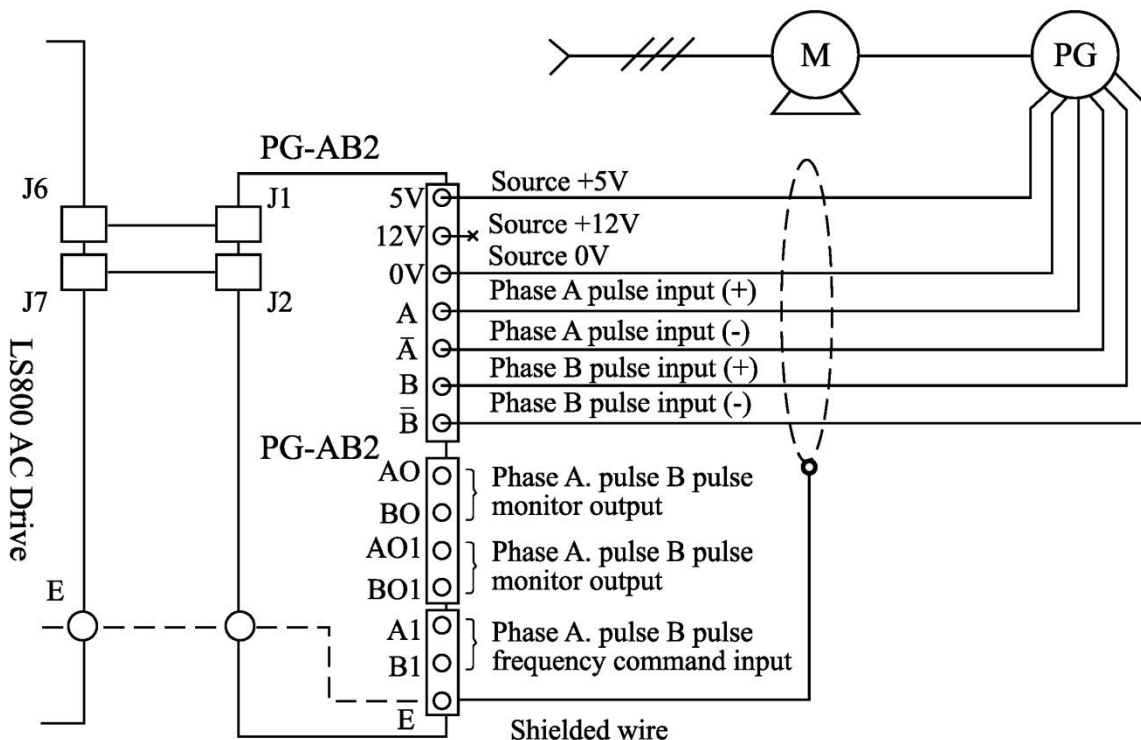 M
PG
PG-AB2
J6
J1
J7
J2
5V Source +5V
12V Source +12V
0V Source 0V
A Phase A pulse input (+)
A̅ Phase A pulse input (-)
B Phase B pulse input (+)
B̅ Phase B pulse input (-)
PG-AB2
LS800 AC Drive
AO Phase A. pulse B pulse
BO monitor output
AO1 Phase A. pulse B pulse
BO1 monitor output
E
A1 Phase A. pulse B pulse
B1 frequency command input
E
Shielded wire